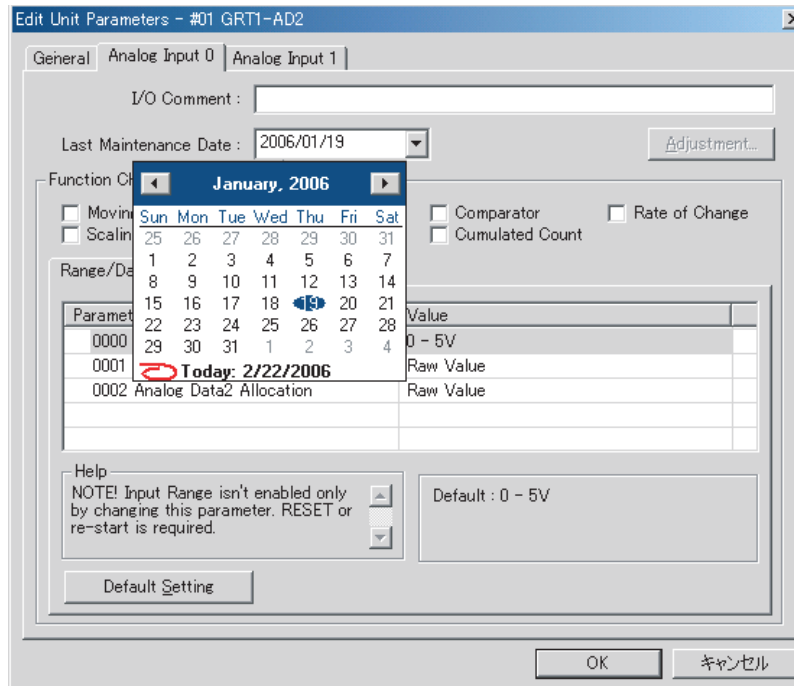 Edit Unit Parameters - #01 GRT1-AD2
General Analog Input 0 Analog Input 1
I/O Comment :
Last Maintenance Date : 2006/01/19 Adjustment...
Function
January, 2006
Comparator Rate of Change
Cumulated Count
Sun Mon Tue Wed Thu Fri Sat
25 26 27 28 29 30 31
1 2 3 4 5 6 7
8 9 10 11 12 13 14
15 16 17 18 19 20 21
22 23 24 25 26 27 28
29 30 31 1 2 3 4
Today: 2/22/2006
Range/Da
Value
0000 0 - 5V
0001 Raw Value
0002 Analog Data2 Allocation Raw Value
Help
NOTE! Input Range isn't enabled only
by changing this parameter. RESET or
re-start is required.
Default : 0 - 5V
Default Setting
OK キャンセル